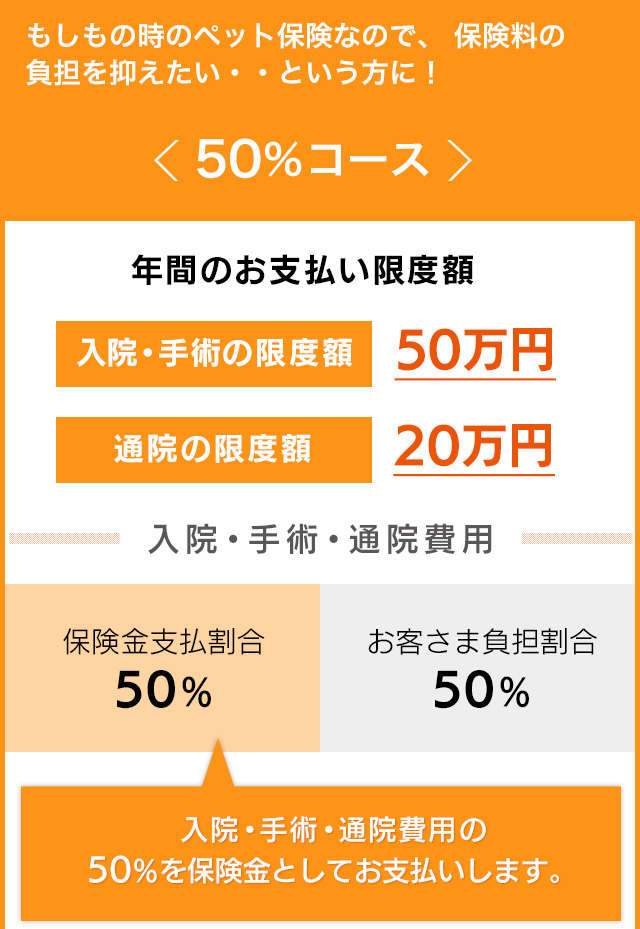 もしもの時のペット保険なので、 保険料の
負担を抑えたい・・という方に！
〈 50%コース 〉
年間のお支払い限度額
入院・手術の限度額 50万円
通院の限度額 20万円
入院・手術・通院費用
保険金支払割合 お客さま負担割合
50% 50%
入院・手術・通院費用の
50%を保険金としてお支払いします。